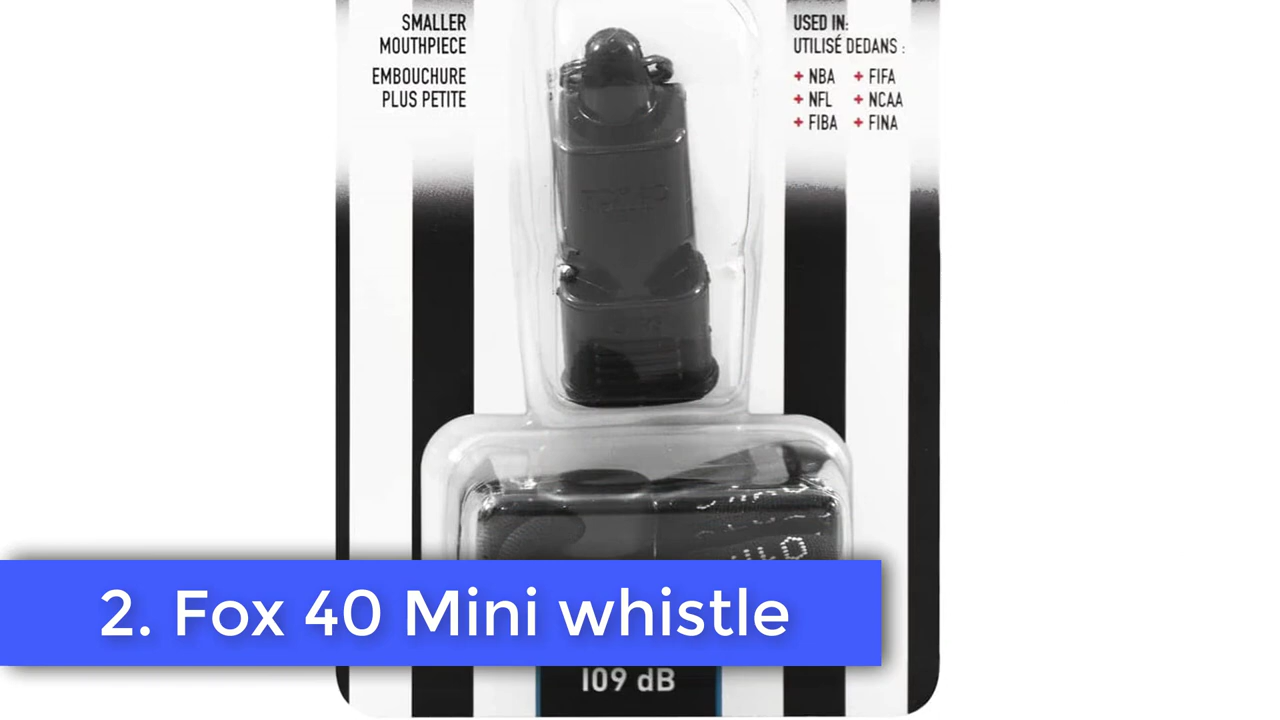 SMALLER
MOUTHPIECE
EMBOUCHURE
PLUS PETITE
USED IN:
UTILISÉ DEDANS :
+ NBA + FIFA
+ NFL + NCAA
+ FIBA + FINA
2. Fox 40 Mini whistle
109 dB